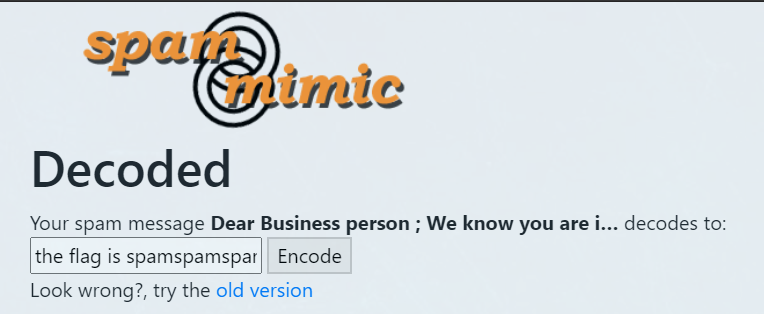 spam
mimic
Decoded
Your spam message Dear Business person ; We know you are i... decodes to:
the flag is spamspamspar Encode
Look wrong?, try the old version